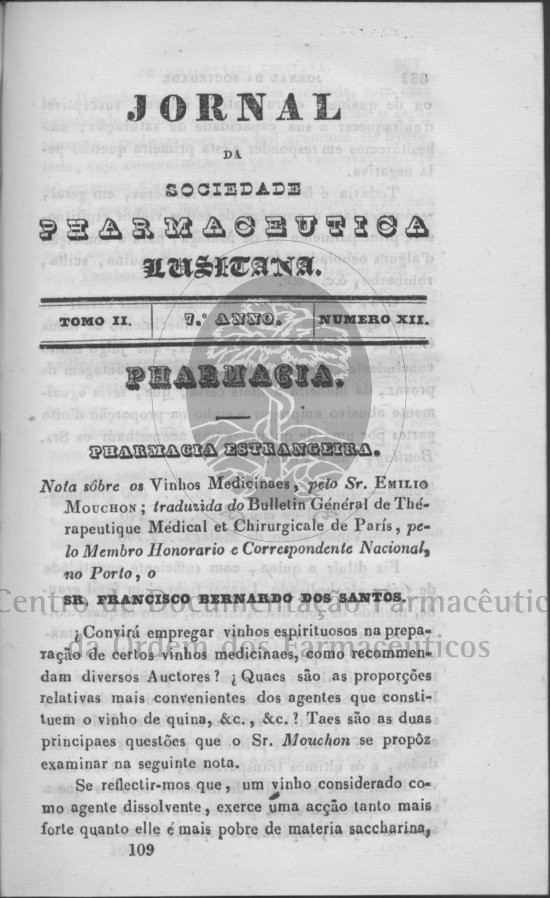 JORNAL
DA
SOCIEDADE
PHARMACEUTICA
LUSITANA.
TOMO II. 7.º ANNO. NUMERO XII.
PHARMACIA.
PHARMACIA ESTRANGEIRA.
Nota sôbre os Vinhos Medicinaes, pelo Sr. EMILIO
MOUCHON ; traduzida do Bulletin Général de Thé-
rapeutique Médical et Chirurgicale de París, pe-
lo Membro Honorario e Correspondente Nacional,
no Porto, o
SR. FRANCISCO BERNARDO DOS SANTOS.
Centro de Documentação Farmacêutic
da Ordem dos Farmacêuticos
¿Convirá empregar vinhos espirituosos na prepa-
ração de certos vinhos medicinaes, como recommen-
dam diversos Auctores? ¿ Quaes são as proporções
relativas mais convenientes dos agentes que consti-
tuem o vinho de quina, &c., &c.? Taes são as duas
principaes questões que o Sr. Mouchon se propôz
examinar na seguinte nota.
Se reflectir-mos que, um vinho considerado co-
mo agente dissolvente, exerce uma acção tanto mais
forte quanto elle é mais pobre de materia saccharina,
109